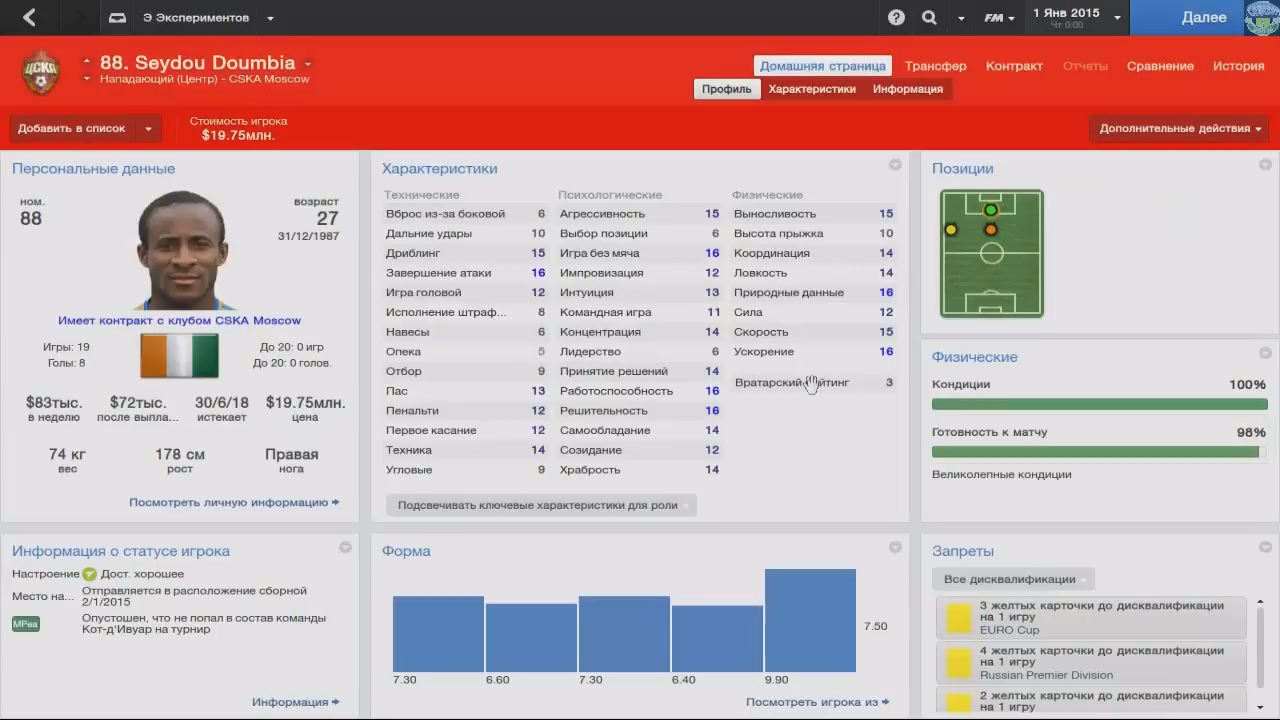 Э Экспериментов
FM
1 Янв 2015
Чт 0:00
Далее
ЦСКА
88. Seydou Doumbia
Нападающий (Центр) - CSKA Moscow
Домашняя страница
Трансфер
Контракт
Отчеты
Сравнение
История
Профиль
Характеристики
Информация
Добавить в список
Стоимость игрока
$19.75млн.
Дополнительные действия
Персональные данные
ном.
88
возраст
27
31/12/1987
Имеет контракт с клубом CSKA Moscow
Игры: 19
Голы: 8
До 20: 0 игр
До 20: 0 голов.
$83тыс.
в неделю
$72тыс.
после выпла...
30/6/18
истекает
$19.75млн.
цена
74 кг
вес
178 см
рост
Правая
нога
Посмотреть личную информацию
Характеристики
Технические
Вброс из-за боковой 6
Дальние удары 10
Дриблинг 15
Завершение атаки 16
Игра головой 12
Исполнение штраф... 8
Навесы 6
Опека 5
Отбор 9
Пас 13
Пенальти 12
Первое касание 12
Техника 14
Угловые 9
Психологические
Агрессивность 15
Выбор позиции 6
Игра без мяча 16
Импровизация 12
Интуиция 13
Командная игра 11
Концентрация 14
Лидерство 6
Принятие решений 14
Работоспособность 16
Решительность 16
Самообладание 14
Созидание 12
Храбрость 14
Физические
Выносливость 15
Высота прыжка 10
Координация 14
Ловкость 14
Природные данные 16
Сила 12
Скорость 15
Ускорение 16
Вратарский 3
Подсвечивать ключевые характеристики для роли
Позиции
Физические
Кондиции 100%
Готовность к матчу 98%
Великолепные кондиции
Информация о статусе игрока
Настроение Дост. хорошее
Место на... Отправляется в расположение сборной
2/1/2015
МРеа Опустошен, что не попал в состав команды
Кот-д'Ивуар на турнир
Информация
Форма
7.50
7.30 6.60 7.30 6.40 9.90
Посмотреть игрока из
Запреты
Все дисквалификации
3 желтых карточки до дисквалификации
на 1 игру
EURO Cup
4 желтых карточки до дисквалификации
на 1 игру
Russian Premier Division
2 желтых карточки до дисквалификации
на 1 игру